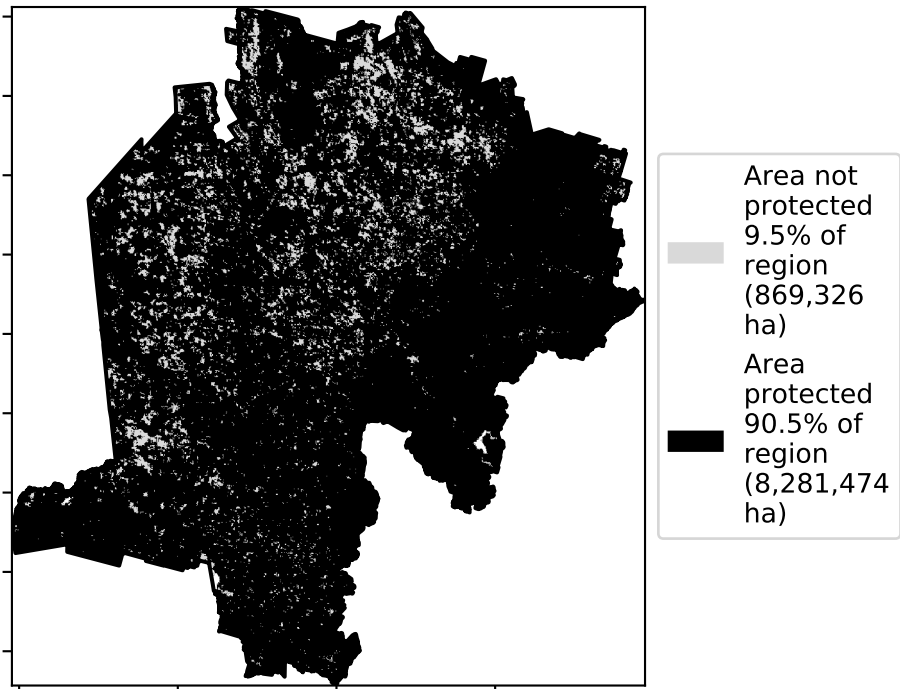 Area not
protected
9.5% of
region
(869,326
ha)
Area
protected
90.5% of
region
(8,281,474
ha)